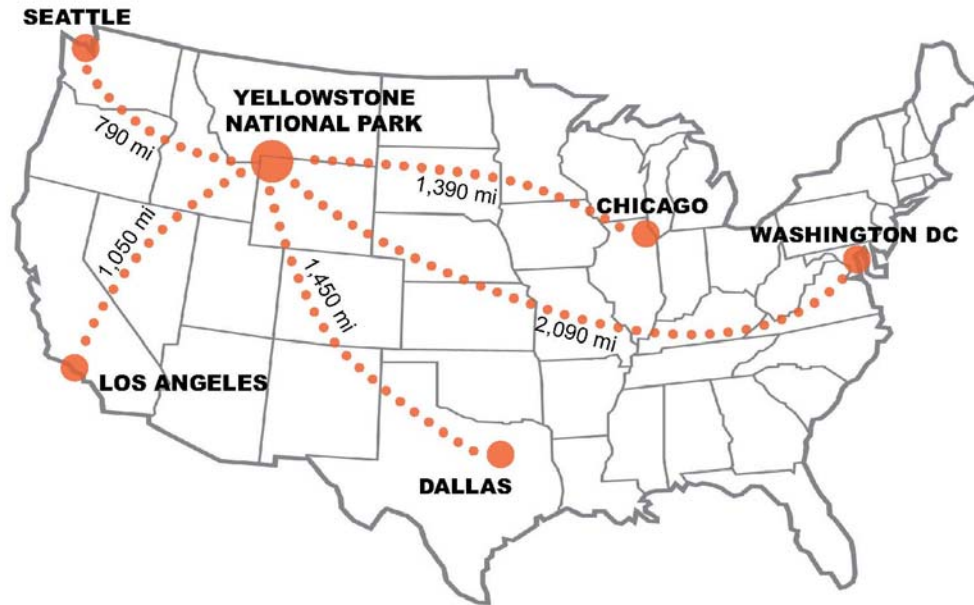 SEATTLE
YELLOWSTONE
NATIONAL PARK
790 mi
1,390 mi
CHICAGO
WASHINGTON DC
1,050 mi
1,450 mi
2,090 mi
LOS ANGELES
DALLAS